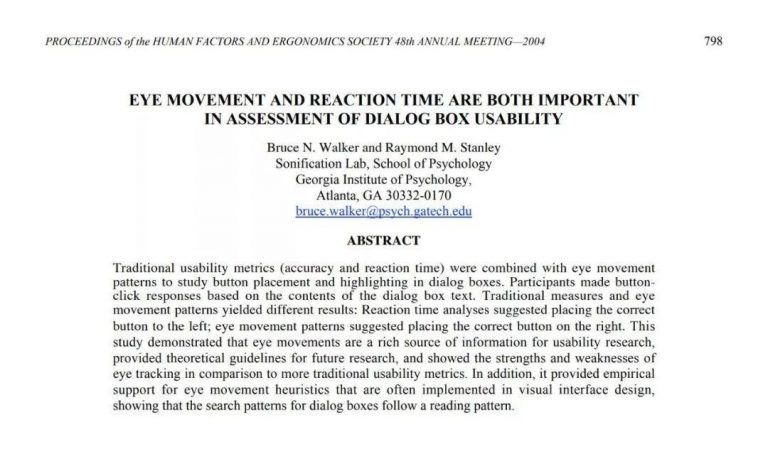 PROCEEDINGS of the HUMAN FACTORS AND ERGONOMICS SOCIETY 48th ANNUAL MEETING—2004 798
EYE MOVEMENT AND REACTION TIME ARE BOTH IMPORTANT
IN ASSESSMENT OF DIALOG BOX USABILITY
Bruce N. Walker and Raymond M. Stanley
Sonification Lab, School of Psychology
Georgia Institute of Psychology,
Atlanta, GA 30332-0170
bruce.walker@psych.gatech.edu
ABSTRACT
Traditional usability metrics (accuracy and reaction time) were combined with eye movement
patterns to study button placement and highlighting in dialog boxes. Participants made button-
click responses based on the contents of the dialog box text. Traditional measures and eye
movement patterns yielded different results: Reaction time analyses suggested placing the correct
button to the left; eye movement patterns suggested placing the correct button on the right. This
study demonstrated that eye movements are a rich source of information for usability research,
provided theoretical guidelines for future research, and showed the strengths and weaknesses of
eye tracking in comparison to more traditional usability metrics. In addition, it provided empirical
support for eye movement heuristics that are often implemented in visual interface design,
showing that the search patterns for dialog boxes follow a reading pattern.